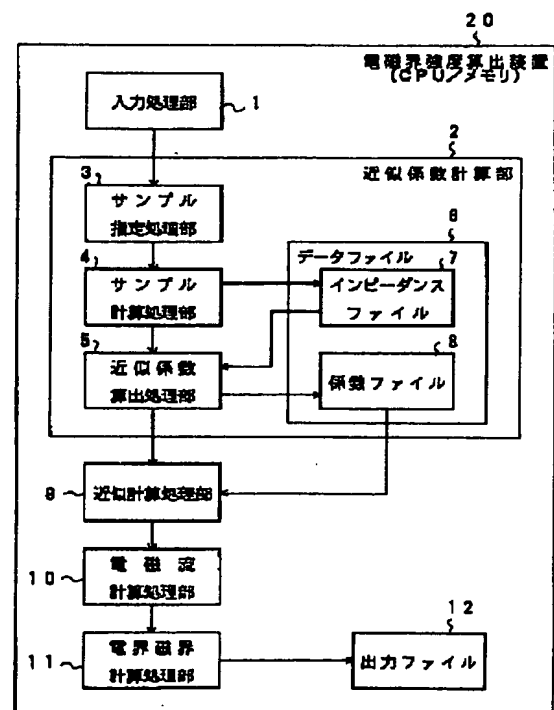 20
電磁界強度算出装置
(CPU/メモリ)
入力処理部
1
2
近似係数計算部
3
サンプル
指定処理部
6
データファイル
4
サンプル
計算処理部
7
インピーダンス
ファイル
5
近似係数
算出処理部
8
係数ファイル
9
近似計算処理部
10
電磁流
計算処理部
11
電界磁界
計算処理部
12
出力ファイル